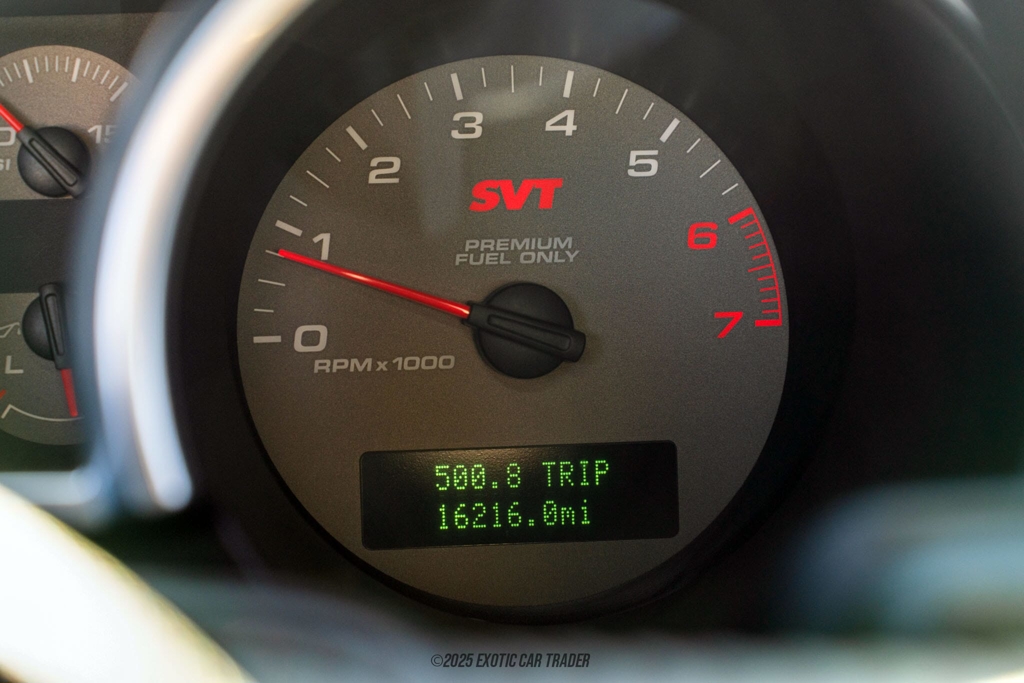 3 4
2 5
SVT
15
1 6
PREMIUM
FUEL ONLY
0 7
RPM x 1000
L
500.8 TRIP
16216.0mi
©2025 EXOTIC CAR TRADER